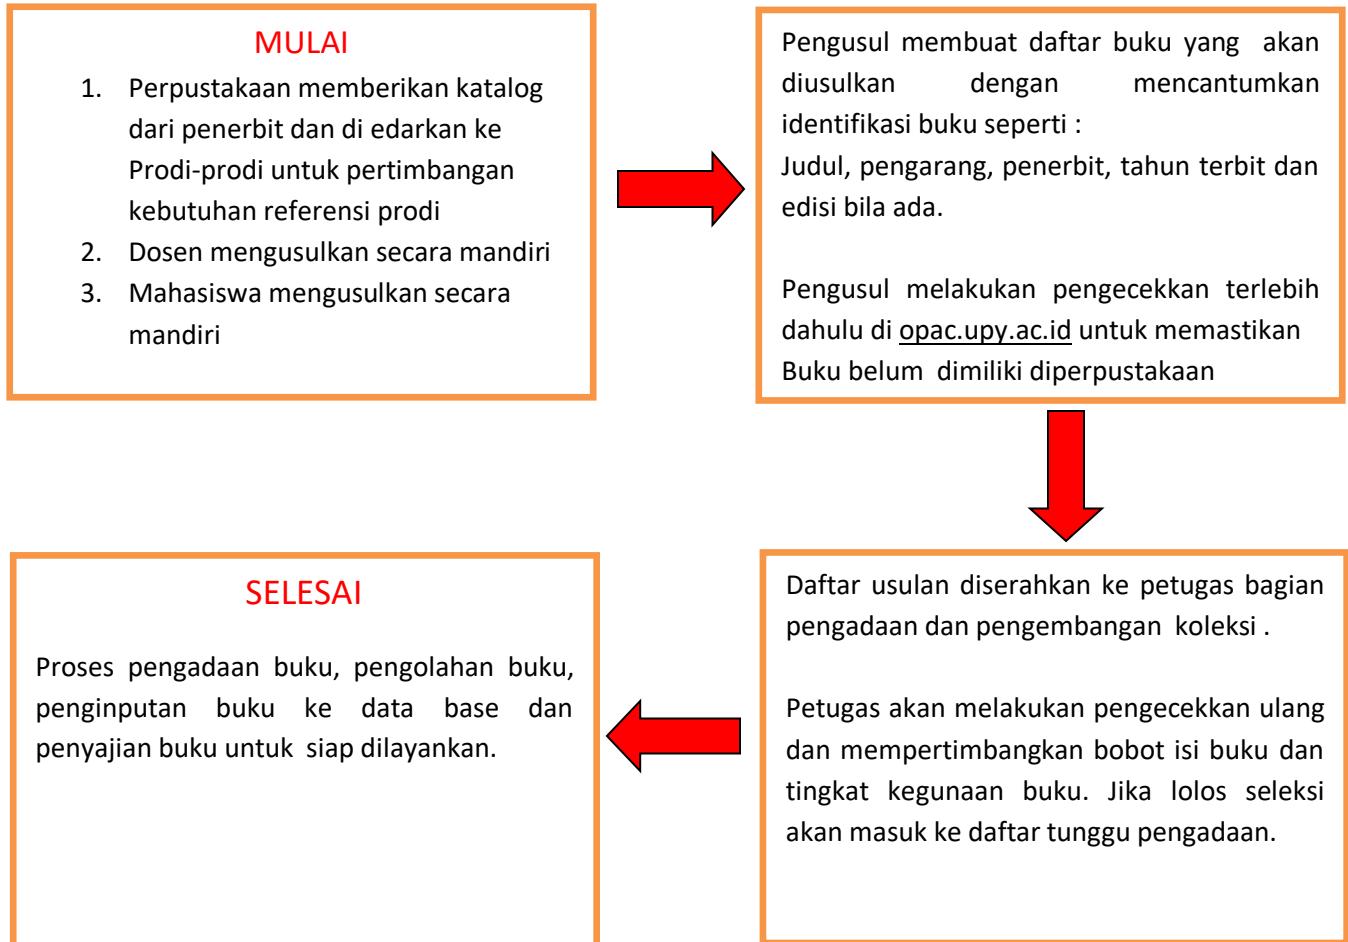 MULAI
1. Perpustakaan memberikan katalog
dari penerbit dan di edarkan ke
Prodi-prodi untuk pertimbangan
kebutuhan referensi prodi
2. Dosen mengusulkan secara mandiri
3. Mahasiswa mengusulkan secara
mandiri
Pengusul membuat daftar buku yang akan
diusulkan dengan mencantumkan
identifikasi buku seperti :
Judul, pengarang, penerbit, tahun terbit dan
edisi bila ada.
Pengusul melakukan pengecekkan terlebih
dahulu di opac.upy.ac.id untuk memastikan
Buku belum dimiliki diperpustakaan
Daftar usulan diserahkan ke petugas bagian
pengadaan dan pengembangan koleksi .
Petugas akan melakukan pengecekkan ulang
dan mempertimbangkan bobot isi buku dan
tingkat kegunaan buku. Jika lolos seleksi
akan masuk ke daftar tunggu pengadaan.
SELESAI
Proses pengadaan buku, pengolahan buku,
penginputan buku ke data base dan
penyajian buku untuk siap dilayankan.